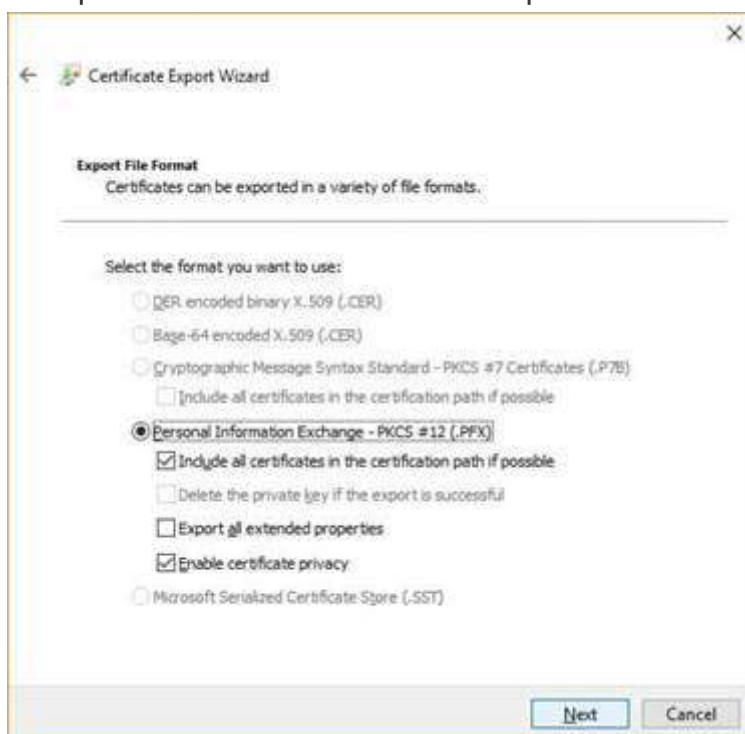 Certificate Export Wizard
Export File Format
Certificates can be exported in a variety of file formats.
Select the format you want to use:
DER encoded binary X.509 (.CER)
Base-64 encoded X.509 (.CER)
Cryptographic Message Syntax Standard - PKCS #7 Certificates (.P7B)
Include all certificates in the certification path if possible
Personal Information Exchange - PKCS #12 (.PFX)
Include all certificates in the certification path if possible
Delete the private key if the export is successful
Export all extended properties
Enable certificate privacy
Microsoft Serialized Certificate Store (.SST)
Next Cancel